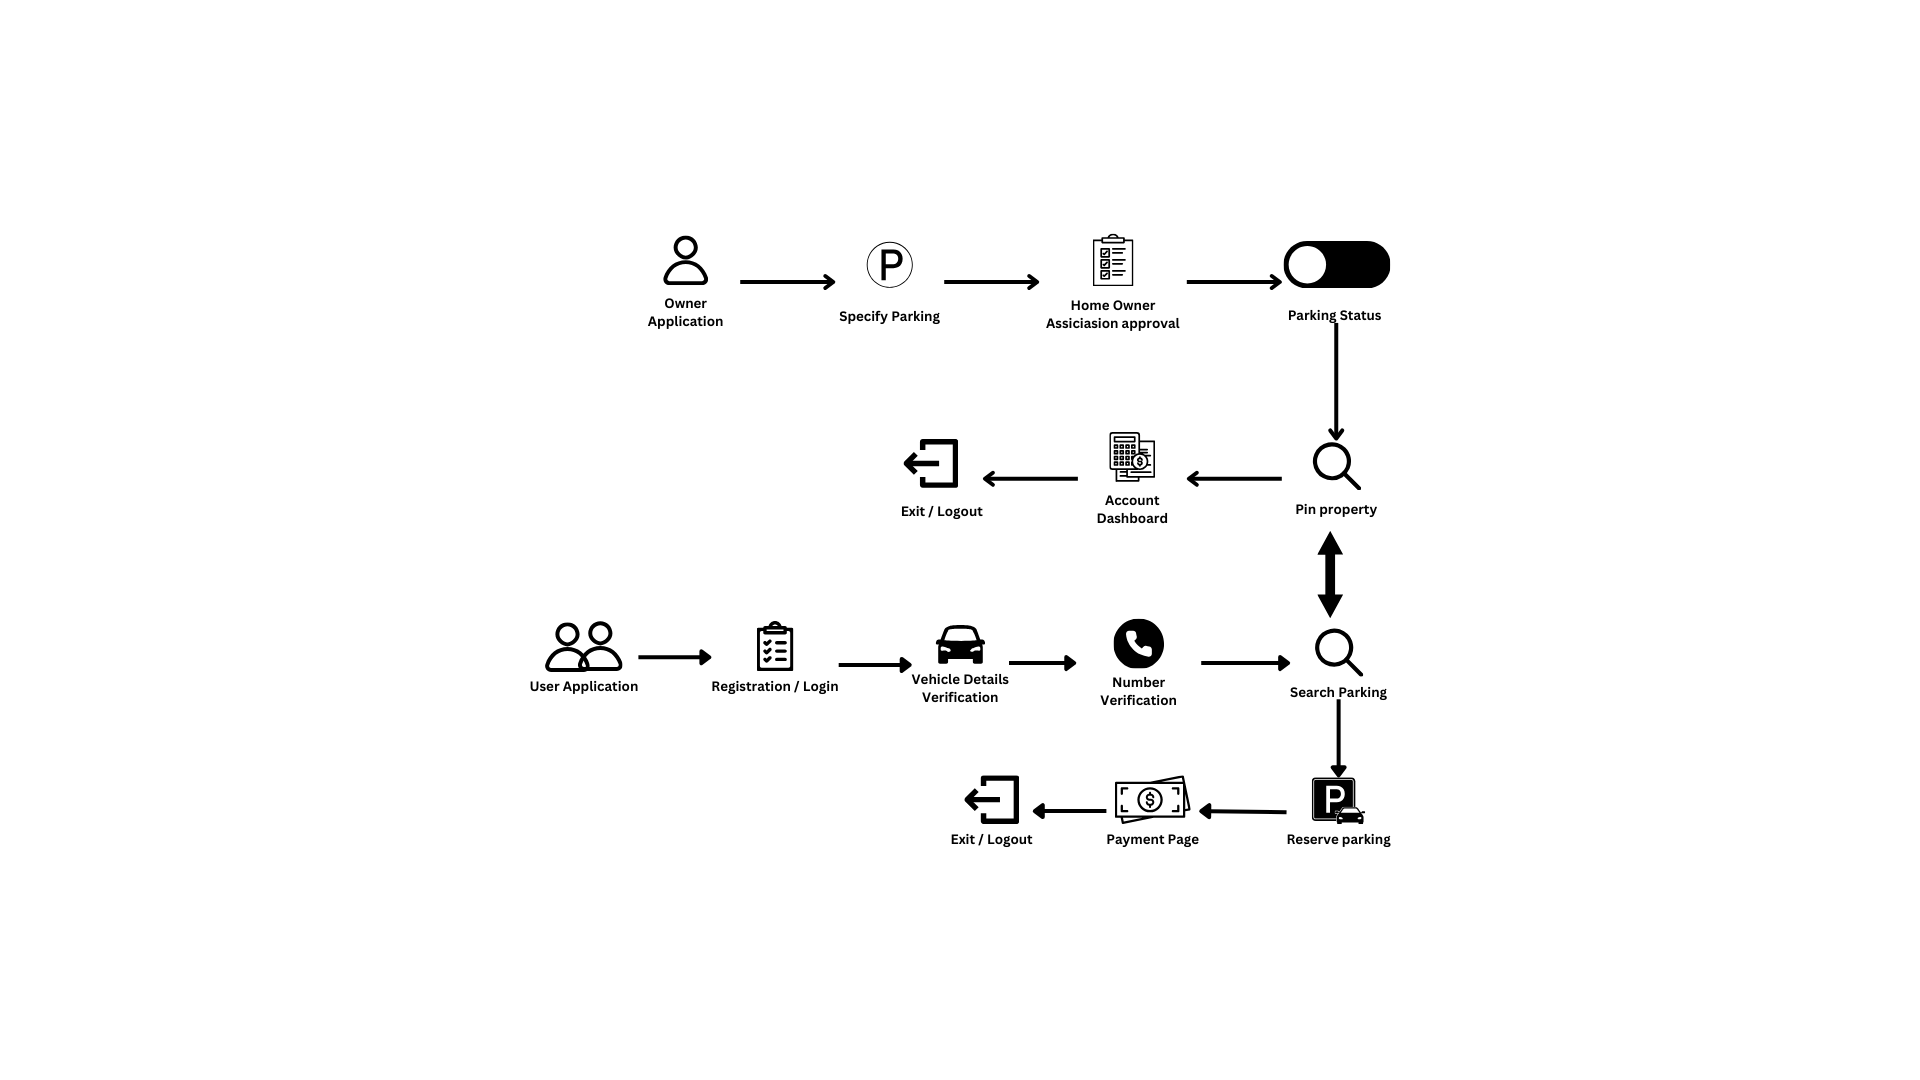 Owner
Application
P
Specify Parking
Home Owner
Assiciasion approval
Parking Status
Exit / Logout
$
Account
Dashboard
Pin property
User Application
Registration / Login
Vehicle Details
Verification
Number
Verification
Search Parking
Exit / Logout
$
Payment Page
P
Reserve parking